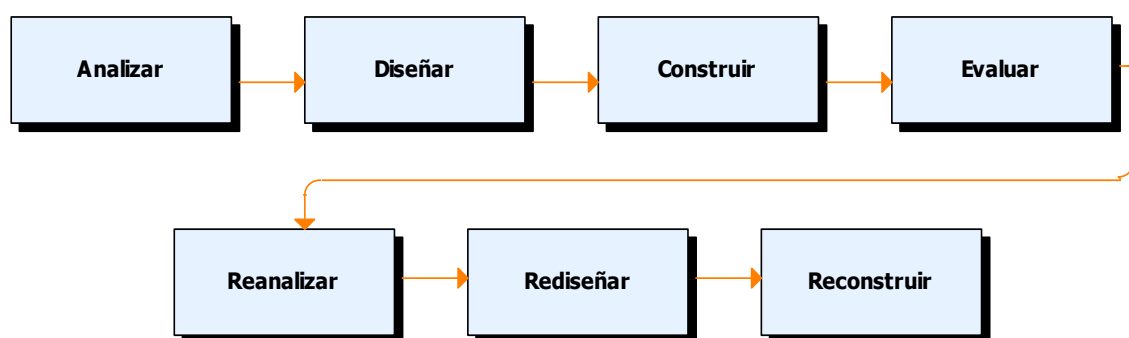 Analizar
Diseñar
Construir
Evaluar
Reanalizar
Rediseñar
Reconstruir